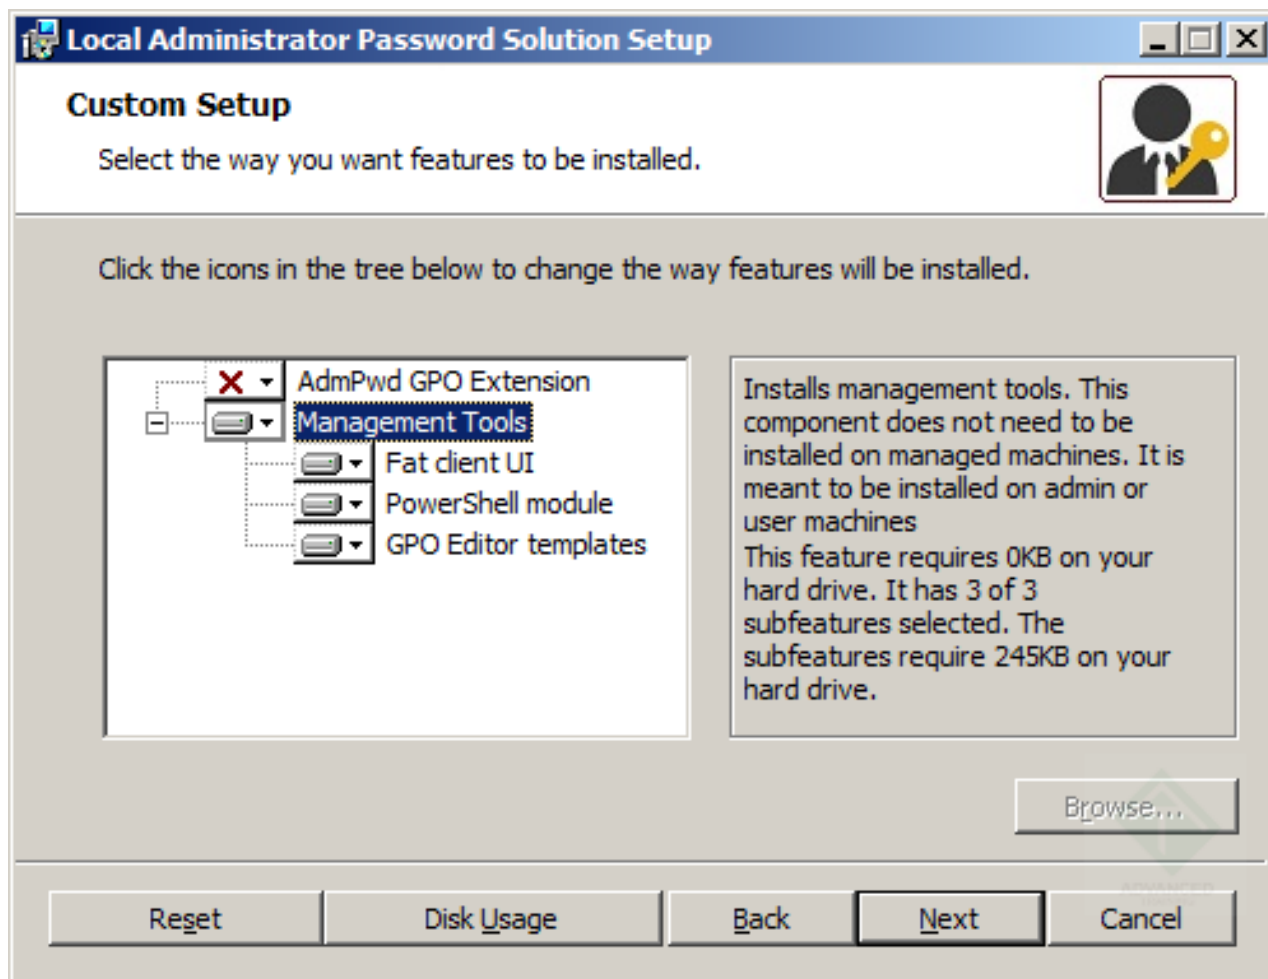 Local Administrator Password Solution Setup
Custom Setup
Select the way you want features to be installed.
Click the icons in the tree below to change the way features will be installed.
AdmPwd GPO Extension
Management Tools
Fat client UI
PowerShell module
GPO Editor templates
Installs management tools. This
component does not need to be
installed on managed machines. It is
meant to be installed on admin or
user machines
This feature requires 0KB on your
hard drive. It has 3 of 3
subfeatures selected. The
subfeatures require 245KB on your
hard drive.
Browse...
ADVANCED
Reset
Disk Usage
Back
Next
Cancel